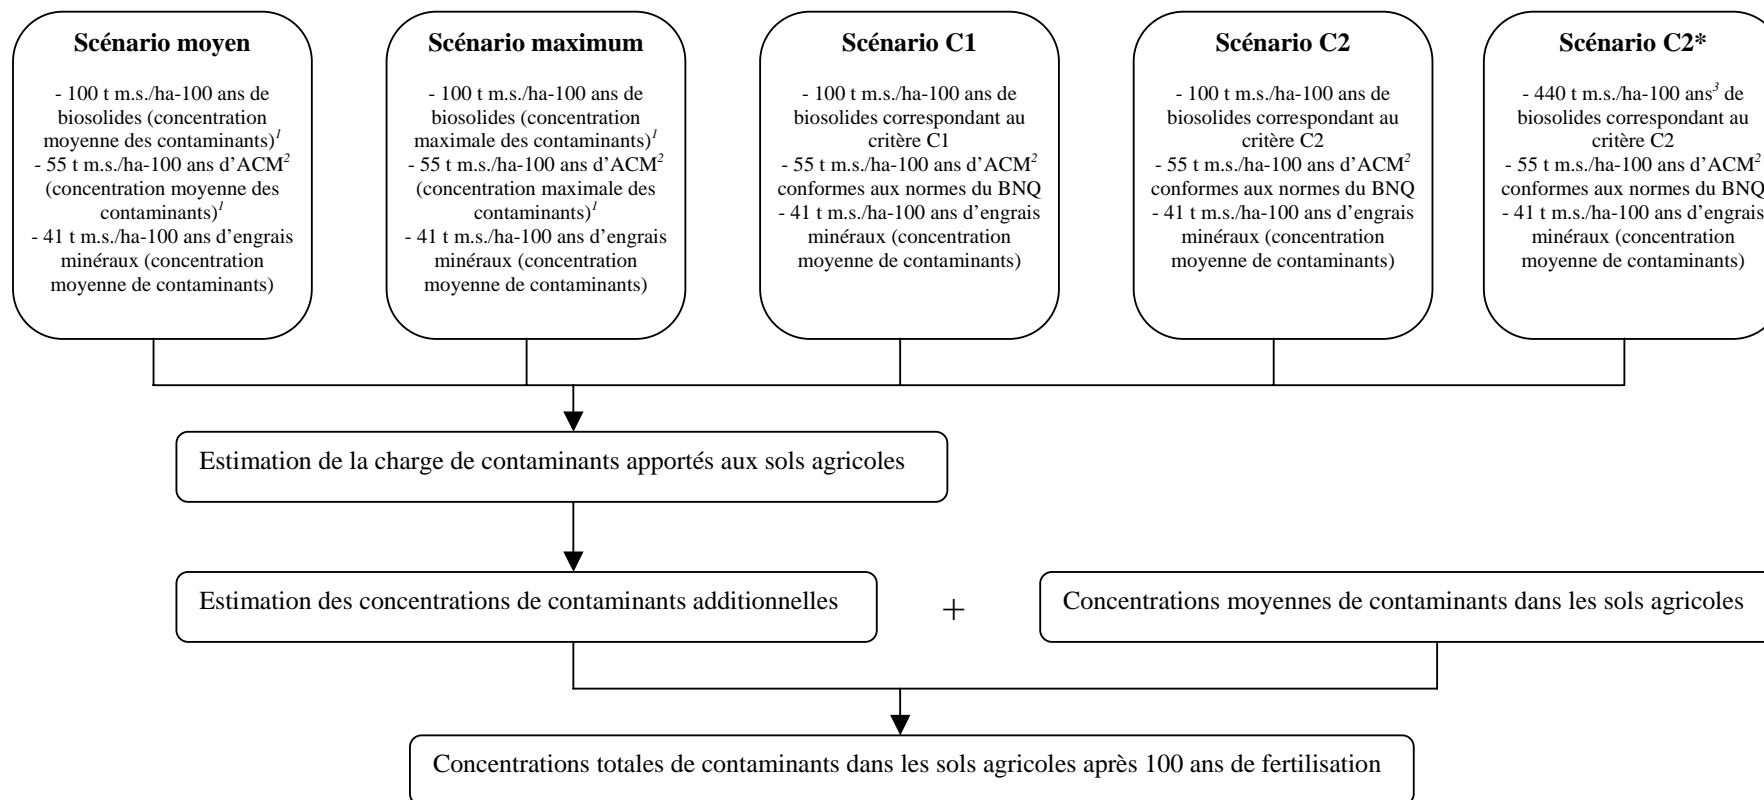 Scénario moyen
- 100 t m.s./ha-100 ans de
biosolides (concentration
moyenne des contaminants)1
- 55 t m.s./ha-100 ans d'ACM2
(concentration moyenne des
contaminants)1
- 41 t m.s./ha-100 ans d'engrais
minéraux (concentration
moyenne de contaminants)
Scénario maximum
- 100 t m.s./ha-100 ans de
biosolides (concentration
maximale des contaminants)1
- 55 t m.s./ha-100 ans d'ACM2
(concentration maximale des
contaminants)1
- 41 t m.s./ha-100 ans d'engrais
minéraux (concentration
moyenne de contaminants)
Scénario C1
- 100 t m.s./ha-100 ans de
biosolides correspondant au
critère C1
- 55 t m.s./ha-100 ans d'ACM2
conformes aux normes du BNQ
- 41 t m.s./ha-100 ans d'engrais
minéraux (concentration
moyenne de contaminants)
Scénario C2
- 100 t m.s./ha-100 ans de
biosolides correspondant au
critère C2
- 55 t m.s./ha-100 ans d'ACM2
conformes aux normes du BNQ
- 41 t m.s./ha-100 ans d'engrais
minéraux (concentration
moyenne de contaminants)
Scénario C2*
- 440 t m.s./ha-100 ans3 de
biosolides correspondant au
critère C2
- 55 t m.s./ha-100 ans d'ACM2
conformes aux normes du BNQ
- 41 t m.s./ha-100 ans d'engrais
minéraux (concentration
moyenne de contaminants)
Estimation de la charge de contaminants apportés aux sols agricoles
Estimation des concentrations de contaminants additionnelles
+
Concentrations moyennes de contaminants dans les sols agricoles
Concentrations totales de contaminants dans les sols agricoles après 100 ans de fertilisation